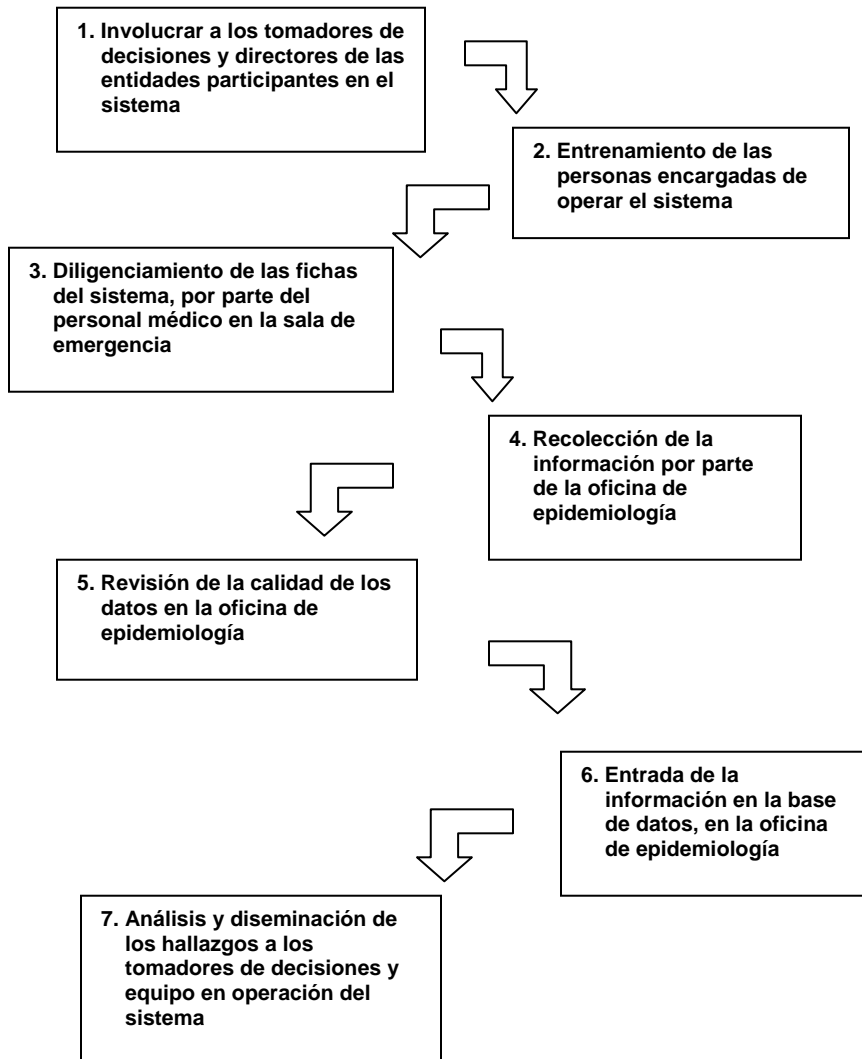 1. Involucrar a los tomadores de
decisiones y directores de las
entidades participantes en el
sistema
2. Entrenamiento de las
personas encargadas de
operar el sistema
3. Diligenciamiento de las fichas
del sistema, por parte del
personal médico en la sala de
emergencia
4. Recolección de la
información por parte
de la oficina de
epidemiología
5. Revisión de la calidad de los
datos en la oficina de
epidemiología
6. Entrada de la
información en la base
de datos, en la oficina
de epidemiología
7. Análisis y diseminación de
los hallazgos a los
tomadores de decisiones y
equipo en operación del
sistema